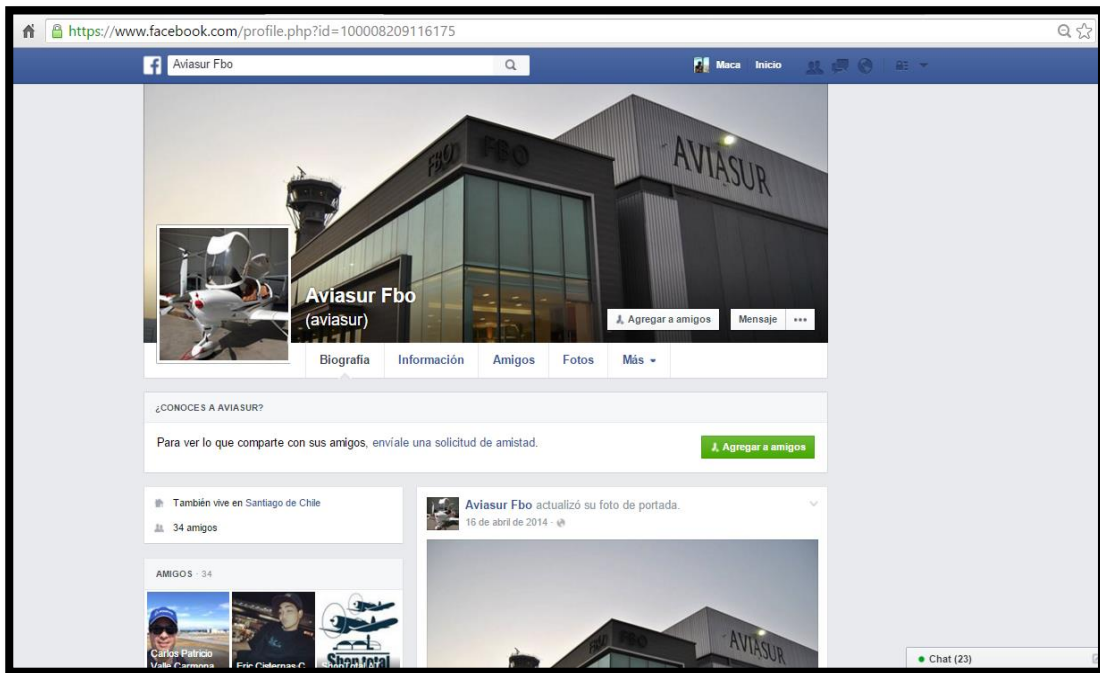 https://www.facebook.com/profile.php?id=100008209116175
Aviasur Fbo
Maca Inicio
FBO FBO
AVIASUR
Aviasur Fbo
(aviasur)
Agregar a amigos Mensaje
Biografía Información Amigos Fotos Más
¿CONOCES A AVIASUR?
Para ver lo que comparte con sus amigos, envíale una solicitud de amistad.
Agregar a amigos
También vive en Santiago de Chile
34 amigos
AMIGOS · 34
Carlos Patricio
Valle Carmona
Eric Cisternas C
ShopTotal
Aviasur Fbo actualizó su foto de portada.
16 de abril de 2014 ·
FBO FBO
AVIASUR
Chat (23)